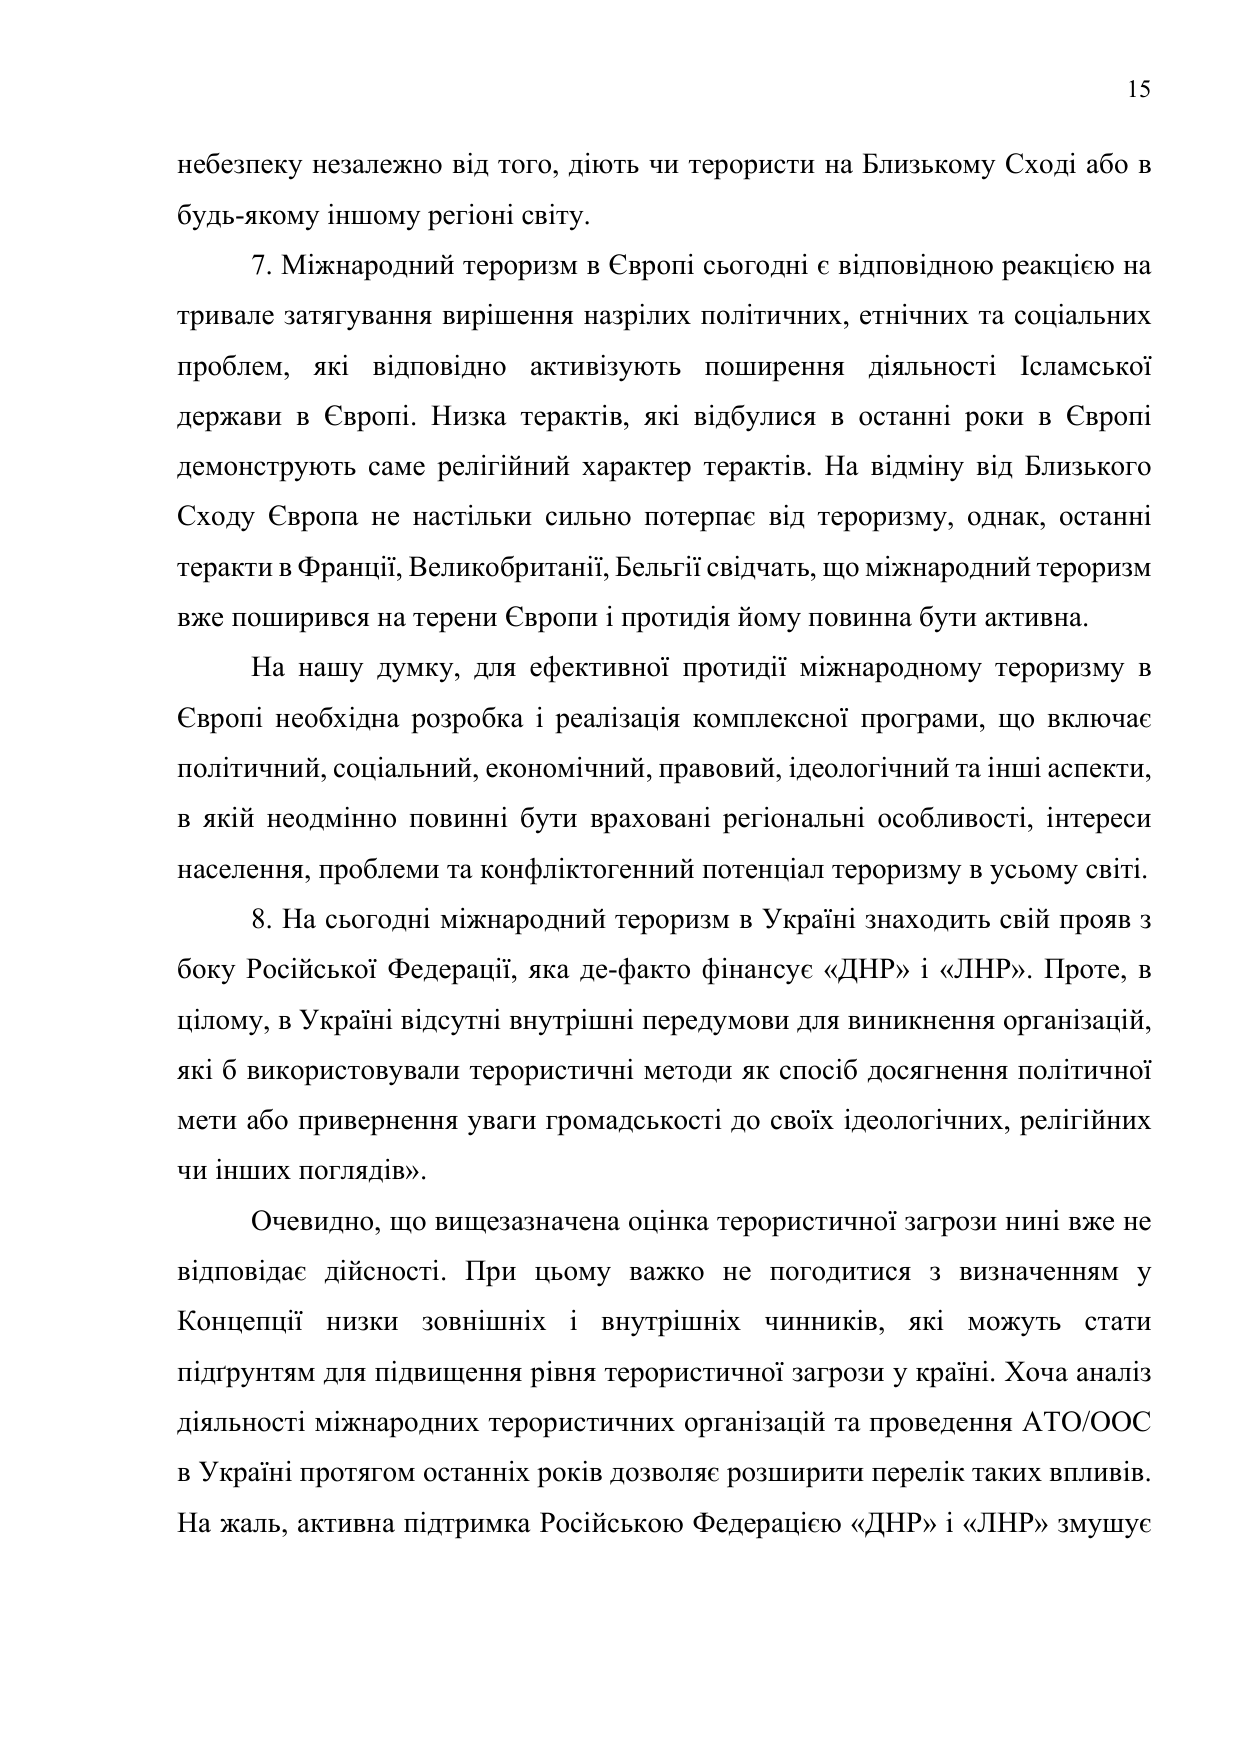 15
небезпеку незалежно від того, діють чи терористи на Близькому Сході або в
будь-якому іншому регіоні світу.
7. Міжнародний тероризм в Європі сьогодні є відповідною реакцією на
тривале затягування вирішення назрілих політичних, етнічних та соціальних
проблем, які відповідно активізують поширення діяльності Ісламської
держави в Європі. Низка терактів, які відбулися в останні роки в Європі
демонструють саме релігійний характер терактів. На відміну від Близького
Сходу Європа не настільки сильно потерпає від тероризму, однак, останні
теракти в Франції, Великобританії, Бельгії свідчать, що міжнародний тероризм
вже поширився на терени Європи і протидія йому повинна бути активна.
На нашу думку, для ефективної протидії міжнародному тероризму в
Європі необхідна розробка і реалізація комплексної програми, що включає
політичний, соціальний, економічний, правовий, ідеологічний та інші аспекти,
в якій неодмінно повинні бути враховані регіональні особливості, інтереси
населення, проблеми та конфліктогенний потенціал тероризму в усьому світі.
8. На сьогодні міжнародний тероризм в Україні знаходить свій прояв з
боку Російської Федерації, яка де-факто фінансує «ДНР» і «ЛНР». Проте, в
цілому, в Україні відсутні внутрішні передумови для виникнення організацій,
які б використовували терористичні методи як спосіб досягнення політичної
мети або привернення уваги громадськості до своїх ідеологічних, релігійних
чи інших поглядів».
Очевидно, що вищезазначена оцінка терористичної загрози нині вже не
відповідає дійсності. При цьому важко не погодитися з визначенням у
Концепції низки зовнішніх і внутрішніх чинників, які можуть стати
підґрунтям для підвищення рівня терористичної загрози у країні. Хоча аналіз
діяльності міжнародних терористичних організацій та проведення АТО/ООС
в Україні протягом останніх років дозволяє розширити перелік таких впливів.
На жаль, активна підтримка Російською Федерацією «ДНР» і «ЛНР» змушує